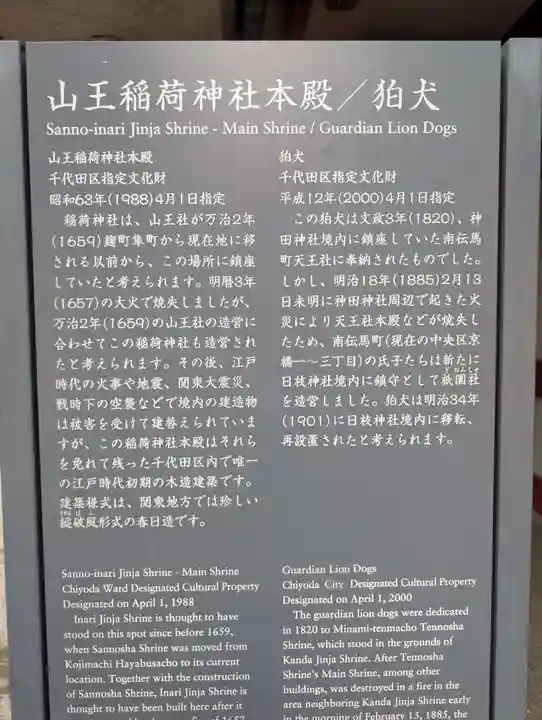 山王稲荷神社本殿／狛犬
Sanno-inari Jinja Shrine - Main Shrine / Guardian Lion Dogs
山王稲荷神社本殿
千代田区指定文化財
昭和63年(1988)4月1日指定
稲荷神社は、山王社が万治2年
(1659)麹町隼町から現在地に移
される以前から、この場所に鎮座
していたと考えられます。明暦3年
(1657)の大火で焼失しましたが、
万治2年(1659)の山王社の造営に
合わせてこの稲荷神社も造営され
たと考えられます。その後、江戸
時代の火事や地震、関東大震災、
戦時下の空襲などで境内の建造物
は被害を受けて建替えられていま
すが、この稲荷神社本殿はそれら
を免れて残った千代田区内で唯一
の江戸時代初期の木造建築です。
建築様式は、関東地方では珍しい
縋破風形式の春日造です。
狛犬
千代田区指定文化財
平成12年(2000)4月1日指定
この狛犬は文政3年(1820)、神
田神社境内に鎮座していた南伝馬
町天王社に奉納されたものでした。
しかし、明治18年(1885)2月13
日未明に神田神社周辺で起きた火
災により天王社本殿などが焼失し
たため、南伝馬町(現在の中央区京
橋一〜三丁目)の氏子たちは新たに
日枝神社境内に鎮守として祇園社
を造営しました。狛犬は明治34年
(1901)に日枝神社境内に移転、
再設置されたと考えられます。
Sanno-inari Jinja Shrine - Main Shrine
Chiyoda Ward Designated Cultural Property
Designated on April 1, 1988
Inari Jinja Shrine is thought to have
stood on this spot since before 1659,
when Sannosha Shrine was moved from
Kojimachi Hayabusacho to its current
location. Together with the construction
of Sannosha Shrine, Inari Jinja Shrine is
thought to have been built here after it
Guardian Lion Dogs
Chiyoda City Designated Cultural Property
Designated on April 1, 2000
The guardian lion dogs were dedicated
in 1820 to Minami-tenmacho Tennosha
Shrine, which stood in the grounds of
Kanda Jinja Shrine. After Tennosha
Shrine's Main Shrine, among other
buildings, was destroyed in a fire in the
area neighboring Kanda Jinja Shrine early
in the morning of February 13, 1885, the